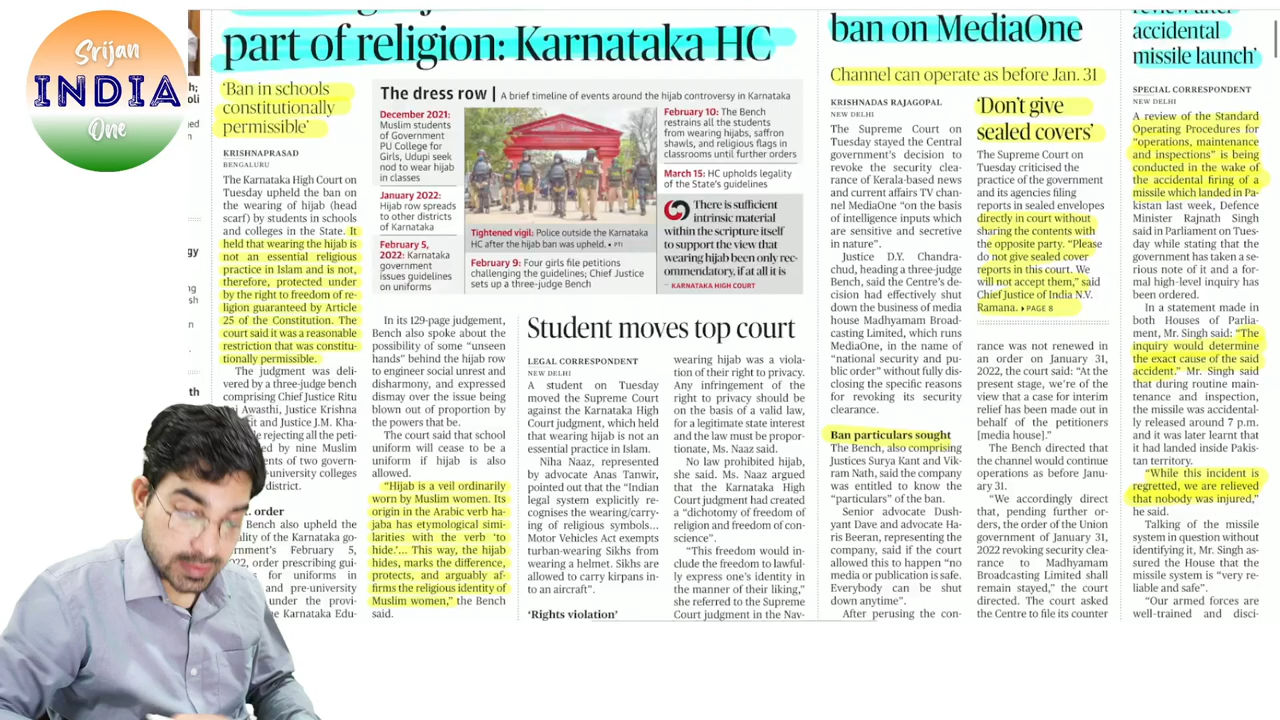 Srijan
INDIA
One
part of religion: Karnataka HC
'Ban in schools
constitutionally
permissible'
KRISHNAPRASAD
BENGALURU
The Karnataka High Court on
Tuesday upheld the ban on
the wearing of hijab (head
scarf) by students in schools
and colleges in the State. It
held that wearing the hijab is
not an essential religious
practice in Islam and is not,
therefore, protected under
by the right to freedom of re-
ligion guaranteed by Article
25 of the Constitution. The
court said it was a reasonable
restriction that was constitu-
tionally permissible.
The judgment was deli-
vered by a three-judge bench
comprising Chief Justice Ritu
Awasthi, Justice Krishna
and Justice J.M. Kha-
rejecting all the peti-
by nine Muslim
of two govern-
university colleges
district.
order
Bench also upheld the
of the Karnataka go-
February 5,
order prescribing gui-
for uniforms in
and pre-university
under the provi-
Karnataka Edu-
The dress row | A brief timeline of events around the hijab controversy in Karnataka
December 2021:
Muslim students
of Government
PU College for
Girls, Udupi seek
nod to wear hijab
in classes
January 2022:
Hijab row spreads
to other districts
of Karnataka
February 5,
2022: Karnataka
government
issues guidelines
on uniforms
Tightened vigil: Police outside the Karnataka
HC after the hijab ban was upheld. • PTI
February 9: Four girls file petitions
challenging the guidelines; Chief Justice
sets up a three-judge Bench
February 10: The Bench
restrains all the students
from wearing hijabs, saffron
shawls, and religious flags in
classrooms until further orders
March 15: HC upholds legality
of the State's guidelines
There is sufficient
intrinsic material
within the scripture itself
to support the view that
wearing hijab been only rec-
ommendatory, if at all it is
— KARNATAKA HIGH COURT
In its 129-page judgement,
Bench also spoke about the
possibility of some "unseen
hands" behind the hijab row
to engineer social unrest and
disharmony, and expressed
dismay over the issue being
blown out of proportion by
the powers that be.
The court said that school
uniform will cease to be a
uniform if hijab is also
allowed.
"Hijab is a veil ordinarily
worn by Muslim women. Its
origin in the Arabic verb ha-
jaba has etymological simi-
larities with the verb 'to
hide.'... This way, the hijab
hides, marks the difference,
protects, and arguably af-
firms the religious identity of
Muslim women," the Bench
said.
Student moves top court
LEGAL CORRESPONDENT
NEW DELHI
A student on Tuesday
moved the Supreme Court
against the Karnataka High
Court judgment, which held
that wearing hijab is not an
essential practice in Islam.
Niha Naaz, represented
by advocate Anas Tanwir,
pointed out that the "Indian
legal system explicitly re-
cognises the wearing/carry-
ing of religious symbols...
Motor Vehicles Act exempts
turban-wearing Sikhs from
wearing a helmet. Sikhs are
allowed to carry kirpans in-
to an aircraft".
'Rights violation'
wearing hijab was a viola-
tion of their right to privacy.
Any infringement of the
right to privacy should be
on the basis of a valid law,
for a legitimate state interest
and the law must be propor-
tionate, Ms. Naaz said.
No law prohibited hijab,
she said. Ms. Naaz argued
that the Karnataka High
Court judgment had created
a "dichotomy of freedom of
religion and freedom of con-
science".
"This freedom would in-
clude the freedom to lawful-
ly express one's identity in
the manner of their liking,"
she referred to the Supreme
Court judgment in the Nav-
ban on MediaOne
Channel can operate as before Jan. 31
KRISHNADAS RAJAGOPAL
NEW DELHI
The Supreme Court on
Tuesday stayed the Central
government's decision to
revoke the security clea-
rance of Kerala-based news
and current affairs TV chan-
nel MediaOne "on the basis
of intelligence inputs which
are sensitive and secretive
in nature".
Justice D.Y. Chandra-
chud, heading a three-judge
Bench, said the Centre's de-
cision had effectively shut
down the business of media
house Madhyamam Broad-
casting Limited, which runs
MediaOne, in the name of
"national security and pu-
blic order" without fully dis-
closing the specific reasons
for revoking its security
clearance.
Ban particulars sought
The Bench, also comprising
Justices Surya Kant and Vik-
ram Nath, said the company
was entitled to know the
"particulars" of the ban.
Senior advocate Dush-
yant Dave and advocate Ha-
ris Beeran, representing the
company, said if the court
allowed this to happen "no
media or publication is safe.
Everybody can be shut
down anytime".
After perusing the con-
'Don't give
sealed covers'
The Supreme Court on
Tuesday criticised the
practice of the government
and its agencies filing
reports in sealed envelopes
directly in court without
sharing the contents with
the opposite party. "Please
do not give sealed cover
reports in this court. We
will not accept them," said
Chief Justice of India N.V.
Ramana. ▸ PAGE 8
rance was not renewed in
an order on January 31,
2022, the court said: "At the
present stage, we're of the
view that a case for interim
relief has been made out in
behalf of the petitioners
[media house]."
The Bench directed that
the channel would continue
operations as before Janu-
ary 31.
"We accordingly direct
that, pending further or-
ders, the order of the Union
government of January 31,
2022 revoking security clea-
rance to Madhyamam
Broadcasting Limited shall
remain stayed," the court
directed. The court asked
the Centre to file its counter
review after
accidental
missile launch'
SPECIAL CORRESPONDENT
NEW DELHI
A review of the Standard
Operating Procedures for
"operations, maintenance
and inspections" is being
conducted in the wake of
the accidental firing of a
missile which landed in Pa-
kistan last week, Defence
Minister Rajnath Singh
said in Parliament on Tues-
day while stating that the
government has taken a se-
rious note of it and a for-
mal high-level inquiry has
been ordered.
In a statement made in
both Houses of Parlia-
ment, Mr. Singh said: "The
inquiry would determine
the exact cause of the said
accident." Mr. Singh said
that during routine main-
tenance and inspection,
the missile was accidental-
ly released around 7 p.m.
and it was later learnt that
it had landed inside Pakis-
tan territory.
"While this incident is
regretted, we are relieved
that nobody was injured,"
he said.
Talking of the missile
system in question without
identifying it, Mr. Singh as-
sured the House that the
missile system is "very re-
liable and safe".
"Our armed forces are
well-trained and disci-